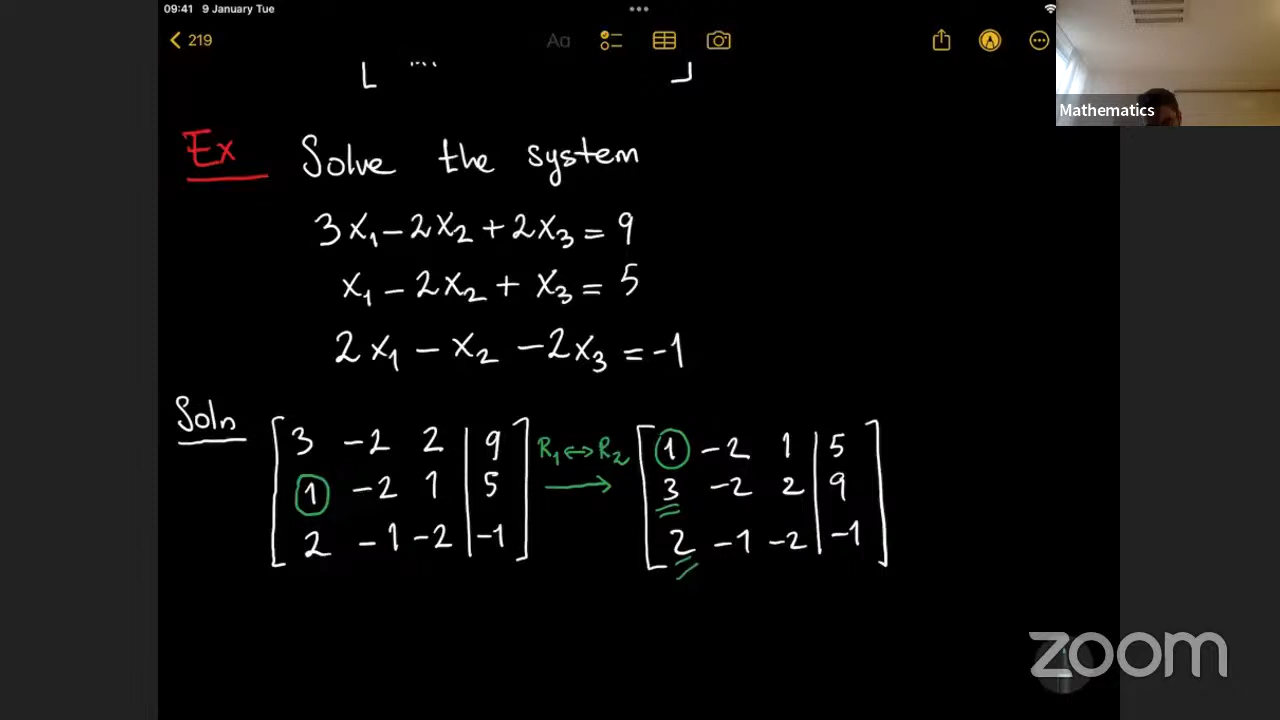 09:41 9 January Tue
219
Aa
Mathematics
Ex Solve the system
3x₁ - 2x₂ + 2x₃ = 9
x₁ - 2x₂ + x₃ = 5
2x₁ - x₂ - 2x₃ = -1
Soln
3 -2 2 | 9
1 -2 1 | 5
2 -1 -2 | -1
R₁↔R₂
1 -2 1 | 5
3 -2 2 | 9
2 -1 -2 | -1
zoom